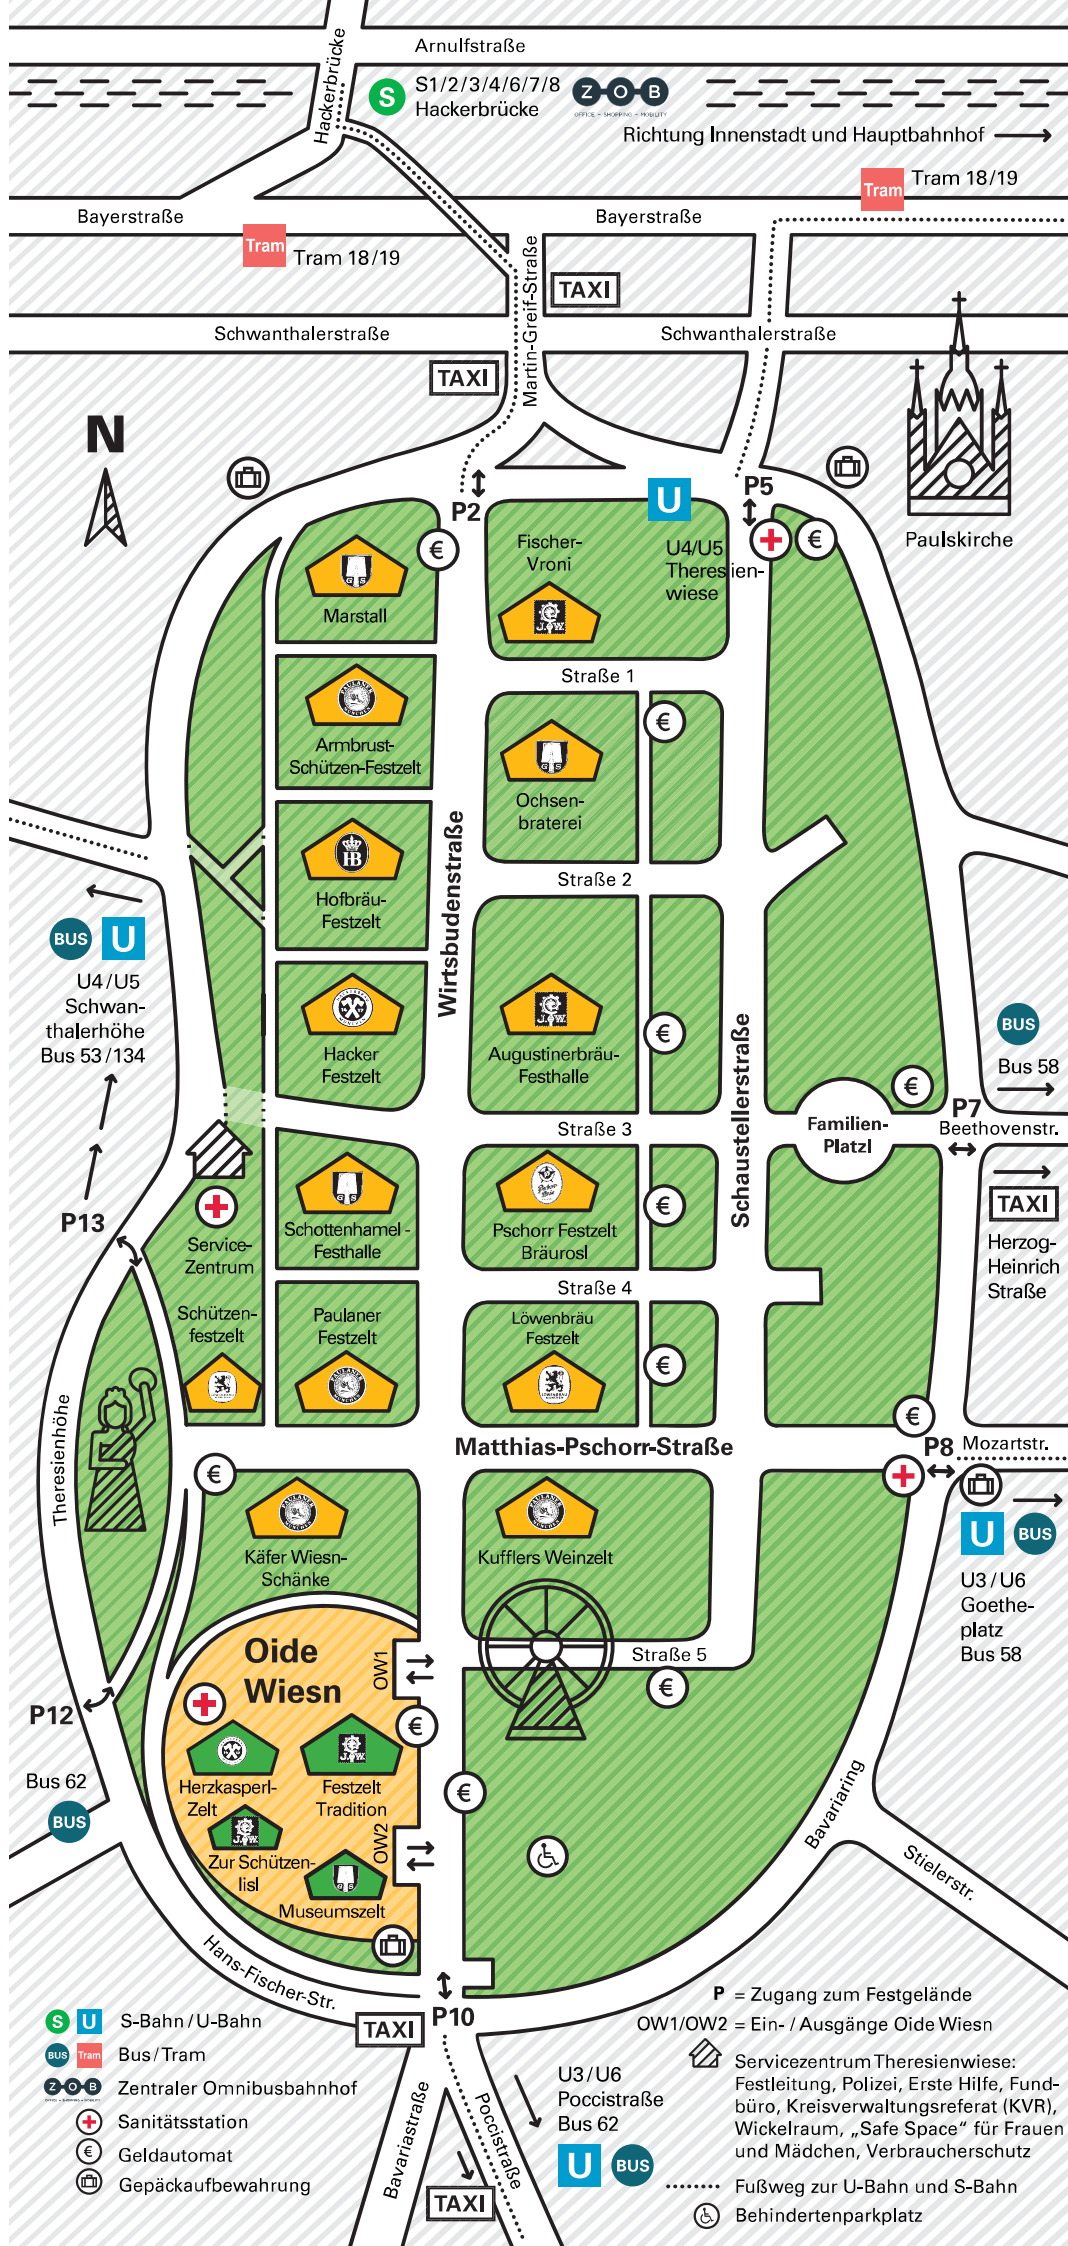 Arnulfstraße
Hackerbrücke
S
S1/2/3/4/6/7/8
Hackerbrücke
ZOB
OFFICE – SHOPPING – MOBILITY
Richtung Innenstadt und Hauptbahnhof
Tram
Tram 18/19
Bayerstraße
Bayerstraße
Tram
Tram 18/19
Martin-Greif-Straße
TAXI
Schwanthalerstraße
Schwanthalerstraße
TAXI
N
P2
U
P5
€
€
Paulskirche
Fischer-
Vroni
U4/U5
Theresien-
wiese
Marstall
J.W.
Straße 1
Armbrust-
Schützen-Festzelt
€
Ochsen-
braterei
Wirtsbudenstraße
HB
Hofbräu-
Festzelt
Straße 2
BUS
U
U4/U5
Schwan-
thalerhöhe
Bus 53/134
Hacker
Festzelt
J.W.
Augustinerbräu-
Festhalle
€
Schaustellerstraße
BUS
Bus 58
€
P7
Beethovenstr.
Familien-
Platzl
Straße 3
TAXI
Herzog-
Heinrich
Straße
P13
Service-
Zentrum
Schottenhamel-
Festhalle
Pschorr Festzelt
Bräurosl
€
Straße 4
Schützen-
festzelt
Paulaner
Festzelt
Löwenbräu
Festzelt
€
Theresienhöhe
€
Matthias-Pschorr-Straße
P8
Mozartstr.
€
U
BUS
U3/U6
Goethe-
platz
Bus 58
Käfer Wiesn-
Schänke
Kufflers Weinzelt
Oide
Wiesn
OW1
Straße 5
€
P12
€
Bus 62
BUS
Herzkasperl-
Zelt
J.W.
Festzelt
Tradition
€
J.W.
Zur Schützen-
lisl
OW2
Museumszelt
Bavariaring
Stielerstr.
Hans-Fischer-Str.
P10
TAXI
Bavariastraße
Poccistraße
TAXI
U3/U6
Poccistraße
Bus 62
U
BUS
S
U
S-Bahn/U-Bahn
BUS
Tram
Bus/Tram
ZOB
Zentraler Omnibusbahnhof
Sanitätsstation
€
Geldautomat
Gepäckaufbewahrung
P = Zugang zum Festgelände
OW1/OW2 = Ein- / Ausgänge Oide Wiesn
Servicezentrum Theresienwiese:
Festleitung, Polizei, Erste Hilfe, Fund-
büro, Kreisverwaltungsreferat (KVR),
Wickelraum, „Safe Space“ für Frauen
und Mädchen, Verbraucherschutz
Fußweg zur U-Bahn und S-Bahn
Behindertenparkplatz